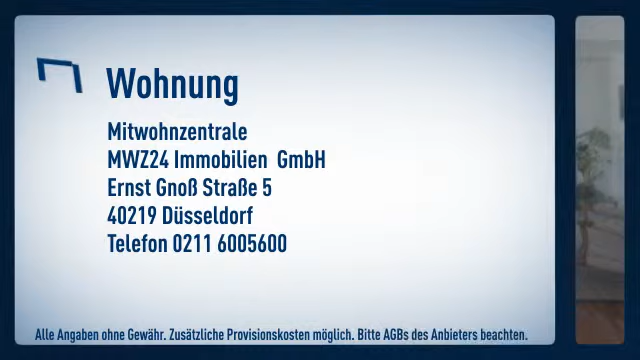 Wohnung
Mitwohnzentrale
MWZ24 Immobilien GmbH
Ernst Gnoß Straße 5
40219 Düsseldorf
Telefon 0211 6005600
Alle Angaben ohne Gewähr. Zusätzliche Provisionskosten möglich. Bitte AGBs des Anbieters beachten.